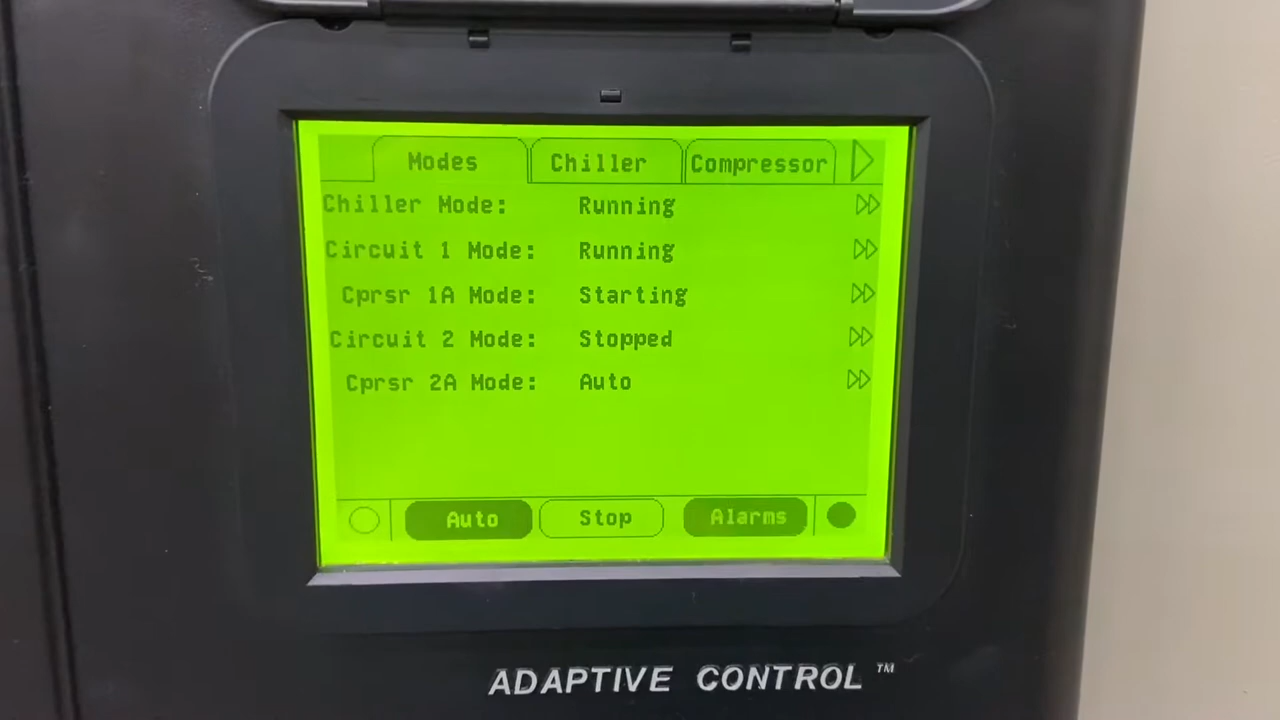 Modes Chiller Compressor
Chiller Mode: Running
Circuit 1 Mode: Running
Cprsr 1A Mode: Starting
Circuit 2 Mode: Stopped
Cprsr 2A Mode: Auto
Auto Stop Alarms
ADAPTIVE CONTROL™